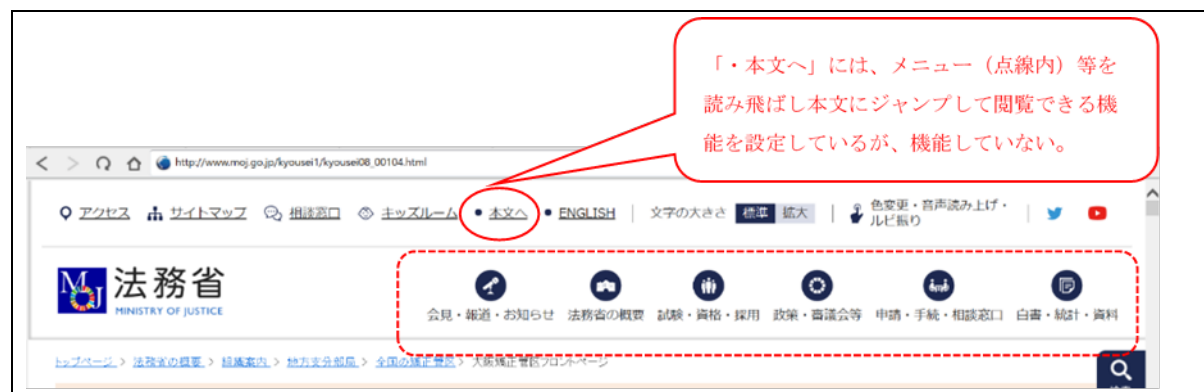 「・本文へ」には、メニュー（点線内）等を
読み飛ばし本文にジャンプして閲覧できる機
能を設定しているが、機能していない。
http://www.moj.go.jp/kyousei1/kyousei08_00104.html
アクセス サイトマップ 相談窓口 キッズルーム ・本文へ ・ENGLISH 文字の大きさ 標準 拡大 色変更・音声読み上げ・
ルビ振り
MOJ 法務省
MINISTRY OF JUSTICE
会見・報道・お知らせ 法務省の概要 試験・資格・採用 政策・審議会等 申請・手続・相談窓口 白書・統計・資料
トップページ > 法務省の概要 > 組織案内 > 地方支分部局 > 全国の矯正管区 > 大阪矯正管区フロントページ